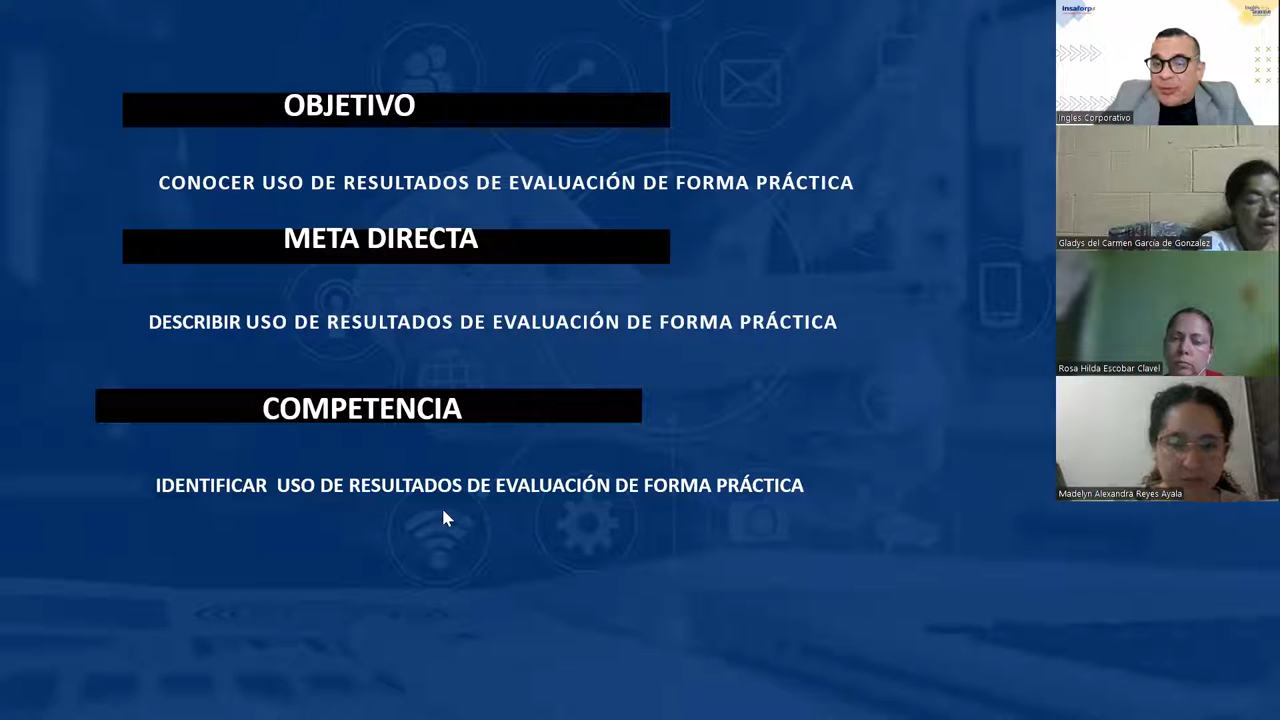 OBJETIVO
CONOCER USO DE RESULTADOS DE EVALUACIÓN DE FORMA PRÁCTICA
META DIRECTA
DESCRIBIR USO DE RESULTADOS DE EVALUACIÓN DE FORMA PRÁCTICA
COMPETENCIA
IDENTIFICAR USO DE RESULTADOS DE EVALUACIÓN DE FORMA PRÁCTICA
insaforp
Ingles Corporativo
Gladys del Carmen García de Gonzalez
Rosa Hilda Escobar Clavel
Madelyn Alexandra Reyes Ayala